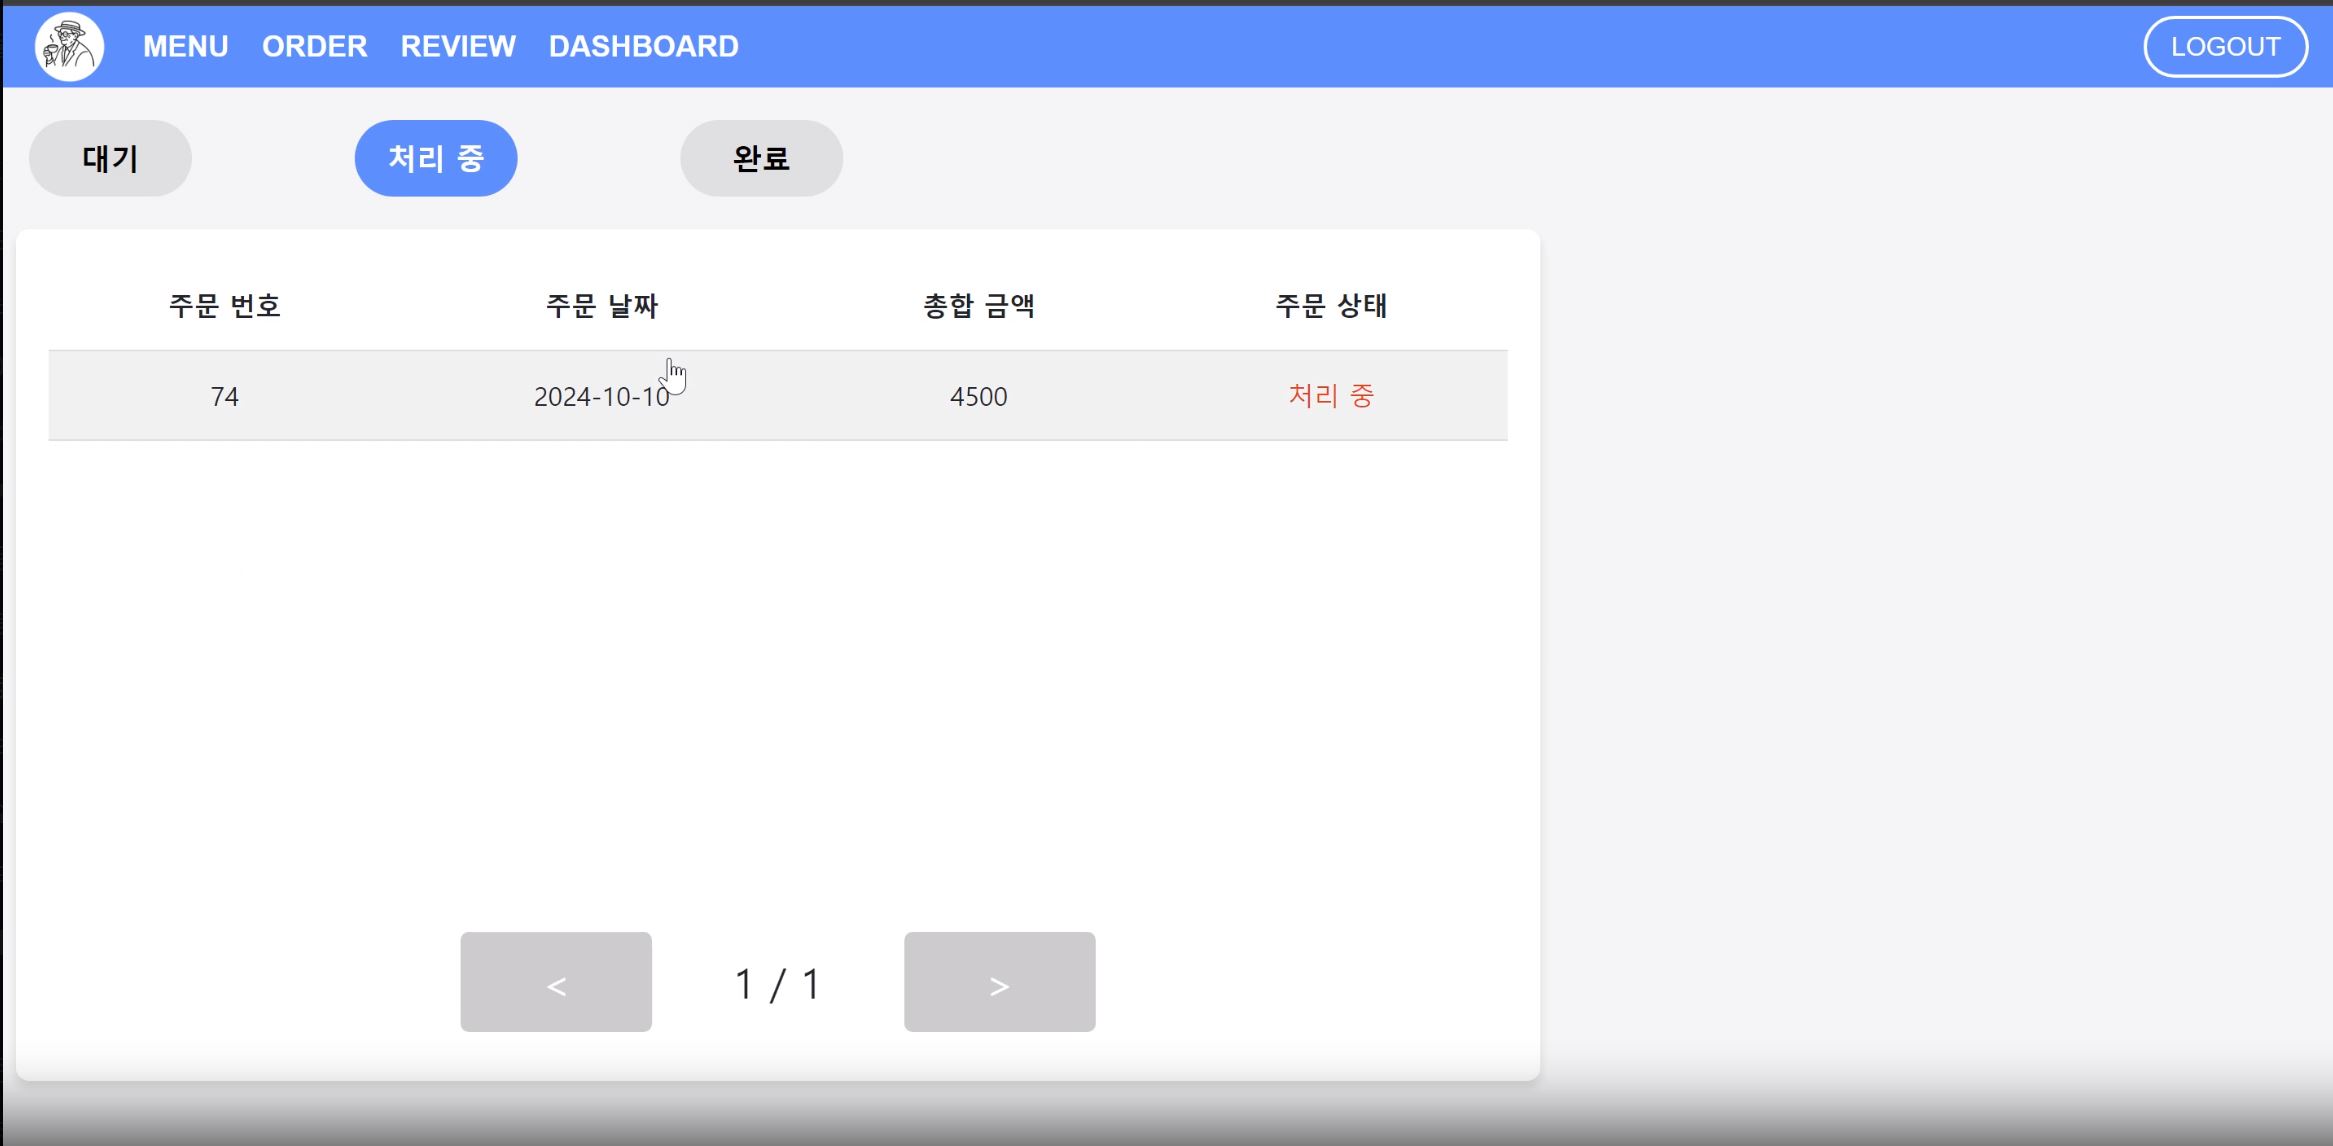 MENU ORDER REVIEW DASHBOARD LOGOUT
대기 처리 중 완료
주문 번호 주문 날짜 총합 금액 주문 상태
74 2024-10-10 4500 처리 중
< 1 / 1 >